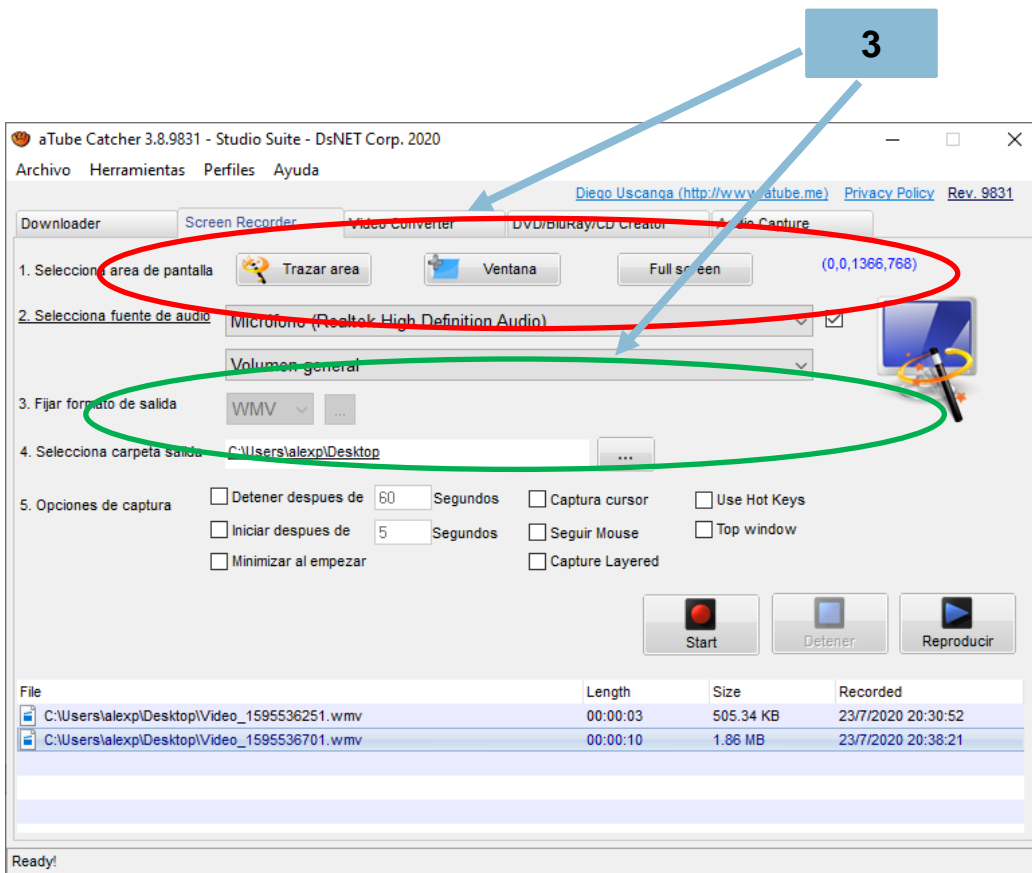 3
aTube Catcher 3.8.9831 - Studio Suite - DsNET Corp. 2020
Archivo Herramientas Perfiles Ayuda
Diego Uscanga (http://www.atube.me) Privacy Policy Rev. 9831
Downloader Screen Recorder Video Converter DVD/BluRay/CD Creator Audio Capture
1. Selecciona area de pantalla Trazar area Ventana Full screen (0,0,1366,768)
2. Selecciona fuente de audio Micrófono (Realtek High Definition Audio)
Volumen general
3. Fijar formato de salida WMV ...
4. Selecciona carpeta salida C:\Users\alexp\Desktop ...
5. Opciones de captura Detener despues de 60 Segundos Captura cursor Use Hot Keys
Iniciar despues de 5 Segundos Seguir Mouse Top window
Minimizar al empezar Capture Layered
Start Detener Reproducir
File Length Size Recorded
C:\Users\alexp\Desktop\Video_1595536251.wmv 00:00:03 505.34 KB 23/7/2020 20:30:52
C:\Users\alexp\Desktop\Video_1595536701.wmv 00:00:10 1.86 MB 23/7/2020 20:38:21
Ready!